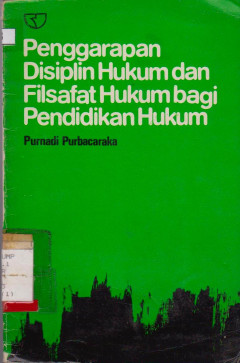 Penggarapan
Disiplin Hukum dan
Filsafat Hukum bagi
Pendidikan Hukum
Purnadi Purbacaraka